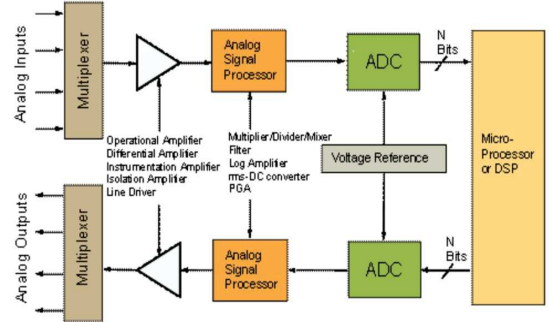 Analog Inputs
Multiplexer
Analog
Signal
Processor
ADC
N
Bits
Operational Amplifier
Differential Amplifier
Instrumentation Amplifier
Isolation Amplifier
Line Driver
Multiplier/Divider/Mixer
Filter
Log Amplifier
rms-DC converter
PGA
Voltage Reference
Micro-
Processor
or DSP
Analog Outputs
Multiplexer
Analog
Signal
Processor
ADC
N
Bits